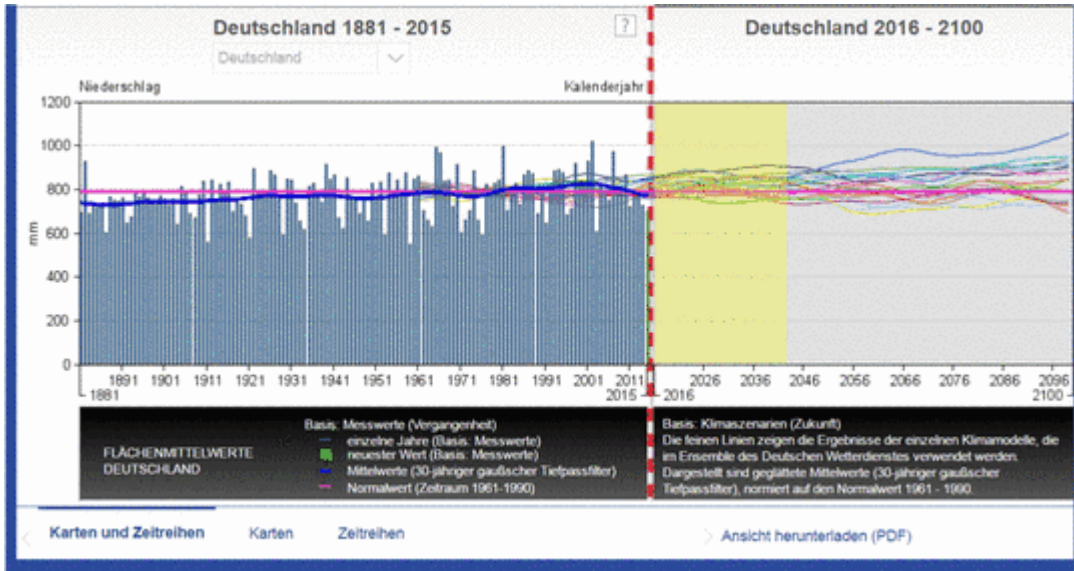 Deutschland 1881 - 2015
?
Deutschland 2016 - 2100
Deutschland
Niederschlag
Kalenderjahr
1200
1000
800
600
400
200
0
mm
1891 1901 1911 1921 1931 1941 1951 1961 1971 1981 1991 2001 2011
1881
2015
2026 2036 2046 2056 2066 2076 2086 2096
2016
2100
FLÄCHENMITTELWERTE
DEUTSCHLAND
Basis: Messwerte (Vergangenheit)
einzelne Jahre (Basis: Messwerte)
neuester Wert (Basis: Messwerte)
Mittelwerte (30-jähriger gaußscher Tiefpassfilter)
Normalwert (Zeitraum 1961-1990)
Basis: Klimaszenarien (Zukunft)
Die feinen Linien zeigen die Ergebnisse der einzelnen Klimamodelle, die
im Ensemble des Deutschen Wetterdienstes verwendet werden.
Dargestellt sind geglättete Mittelwerte (30-jähriger gaußscher
Tiefpassfilter), normiert auf den Normalwert 1961 - 1990.
Karten und Zeitreihen
Karten
Zeitreihen
Ansicht herunterladen (PDF)